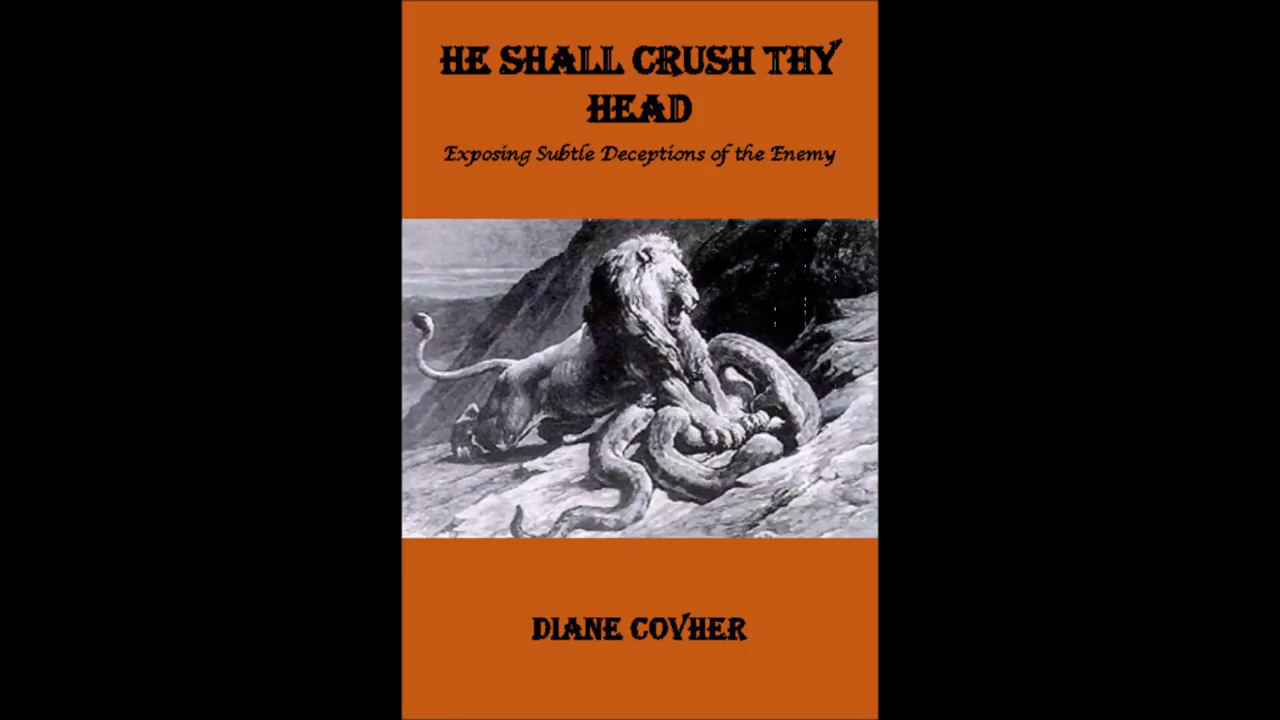 HE SHALL CRUSH THY
HEAD
Exposing Subtle Deceptions of the Enemy
DIANE COVHER